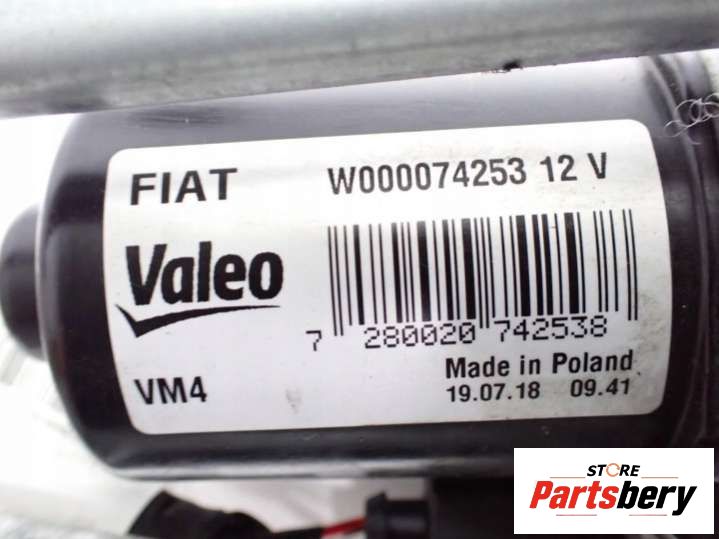 FIAT W000074253 12 V
Valeo
7 280020 742538
Made in Poland
VM4
19.07.18 09.41
STORE
Partsbery